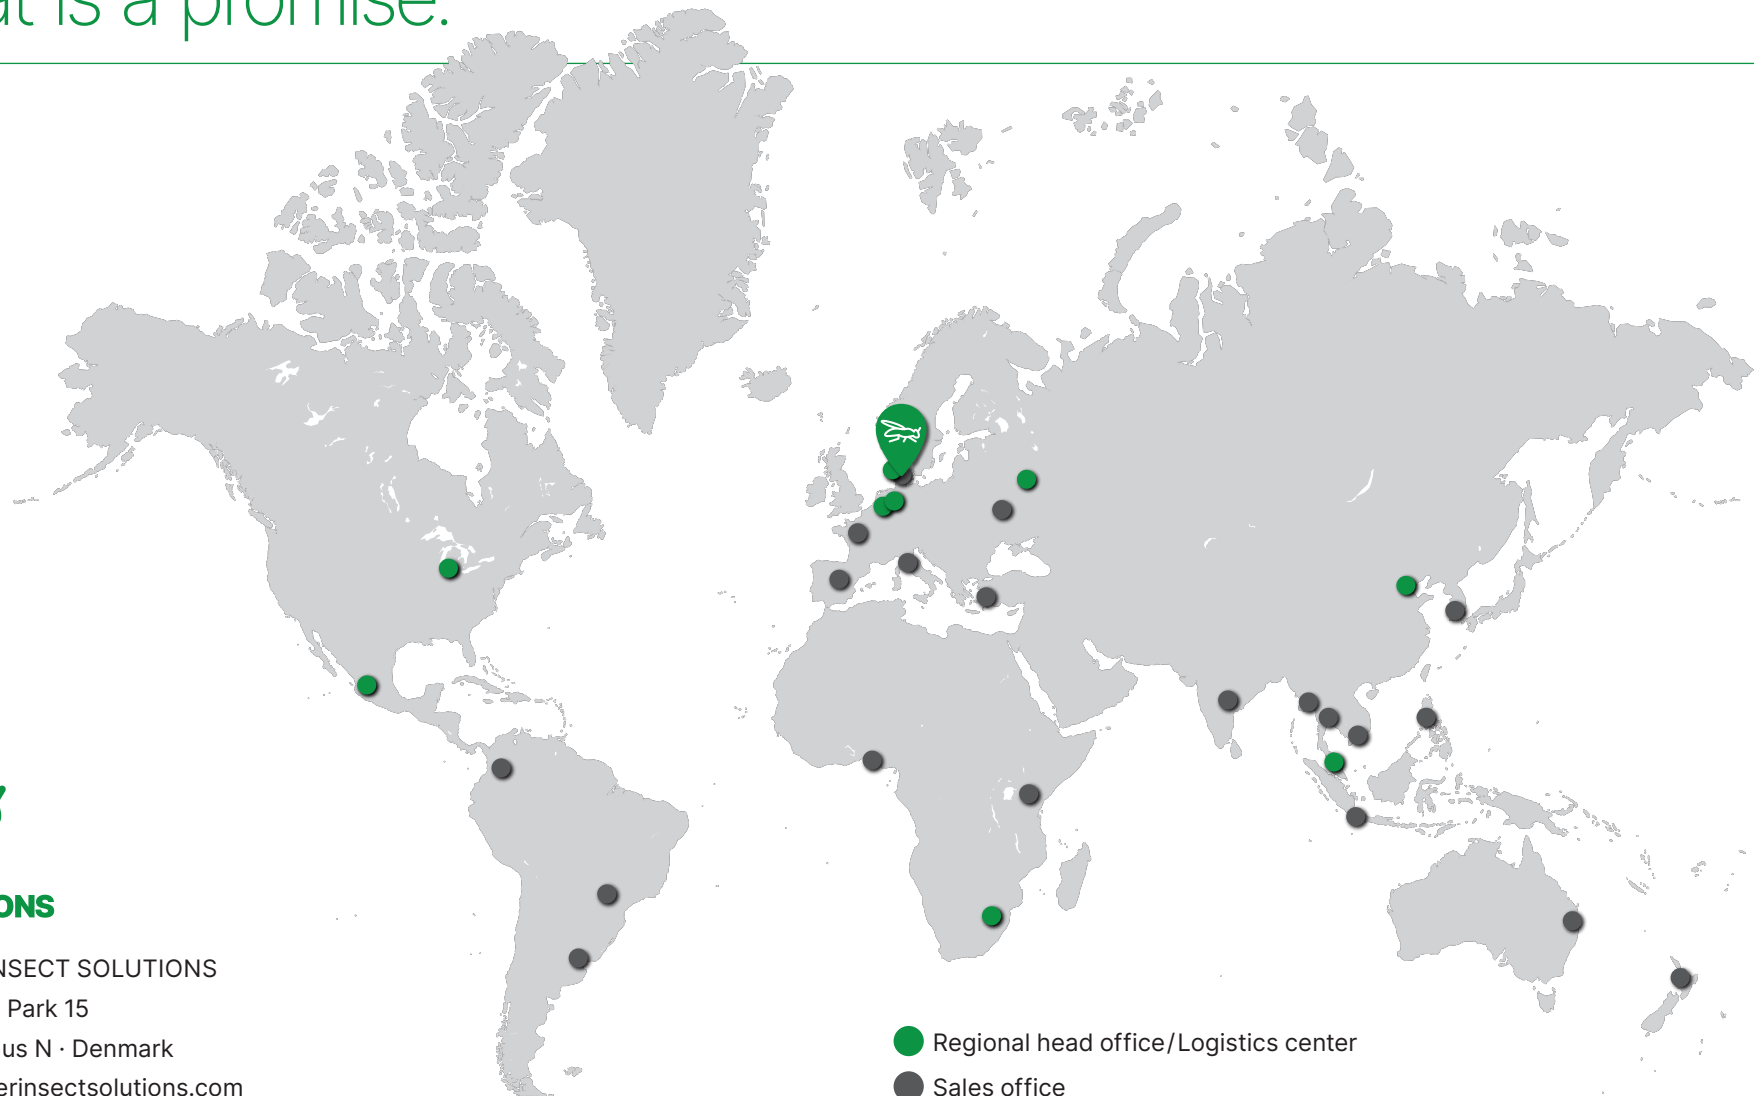 at is a promise.
ONS
NSECT SOLUTIONS
Park 15
us N · Denmark
erinsectsolutions.com
Regional head office/Logistics center
Sales office